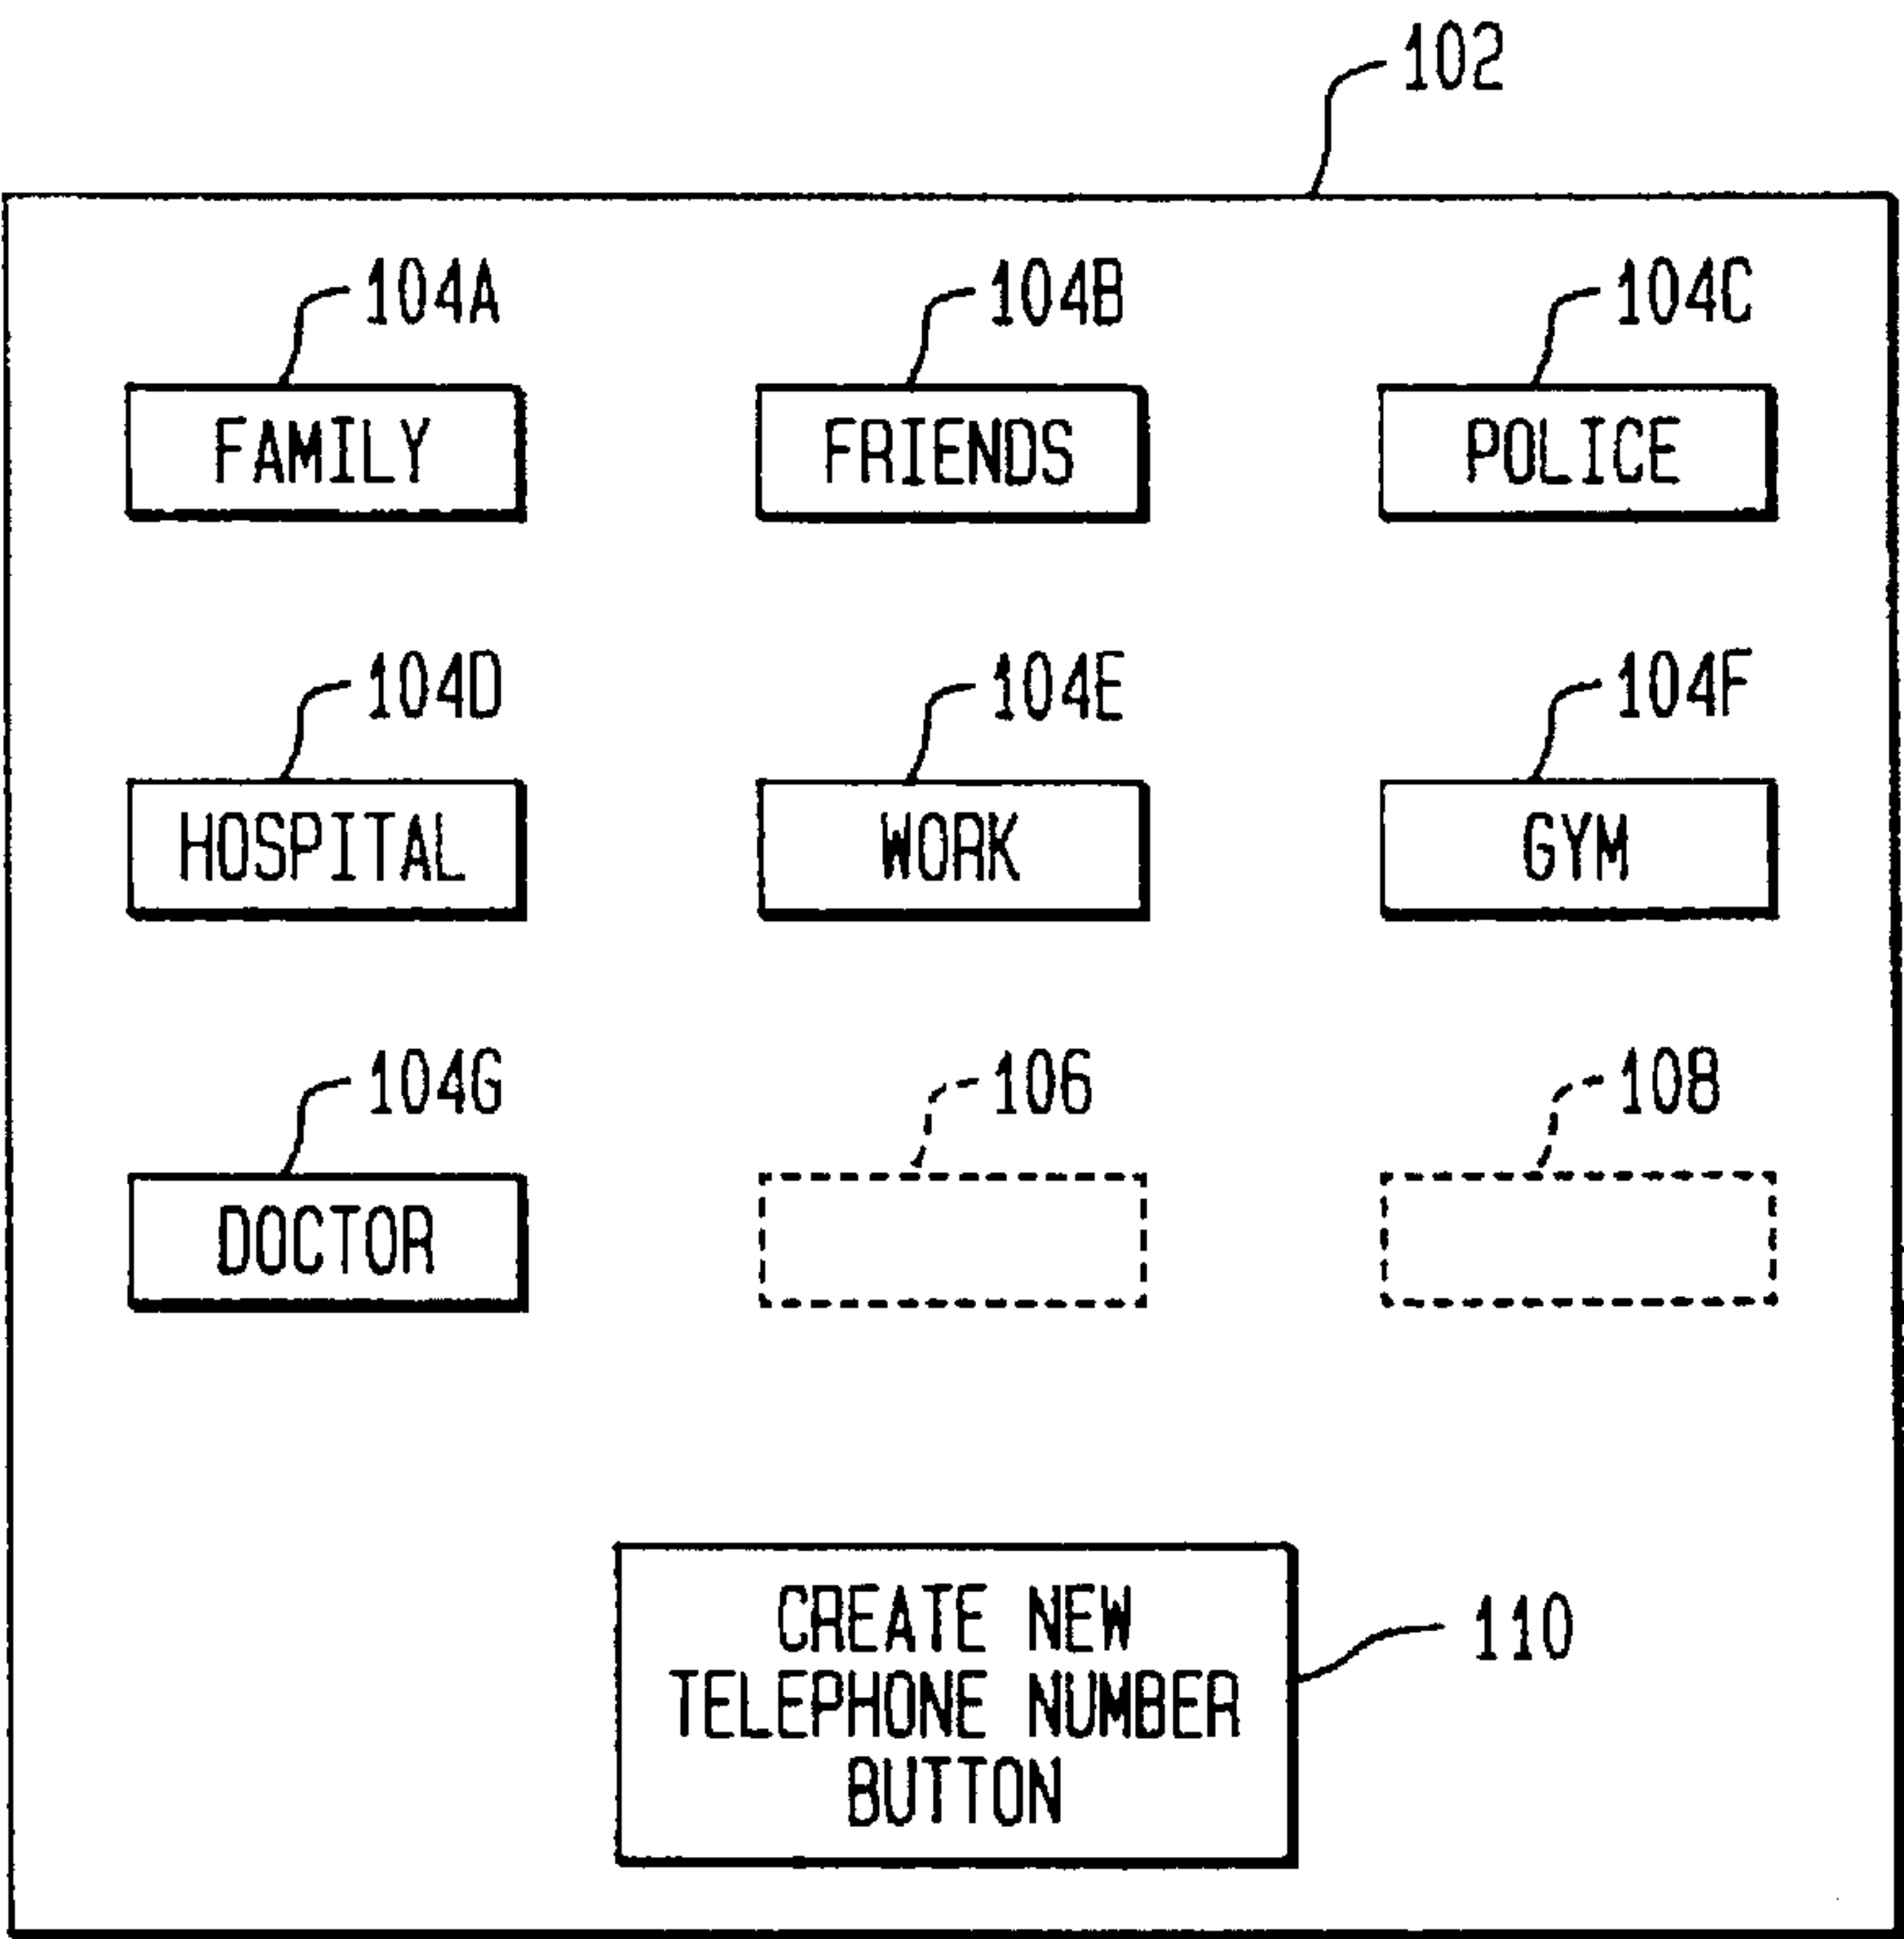 102
104A 104B 104C
FAMILY FRIENDS POLICE
104D 104E 104F
HOSPITAL WORK GYM
104G 106 108
DOCTOR
CREATE NEW
TELEPHONE NUMBER
BUTTON
110